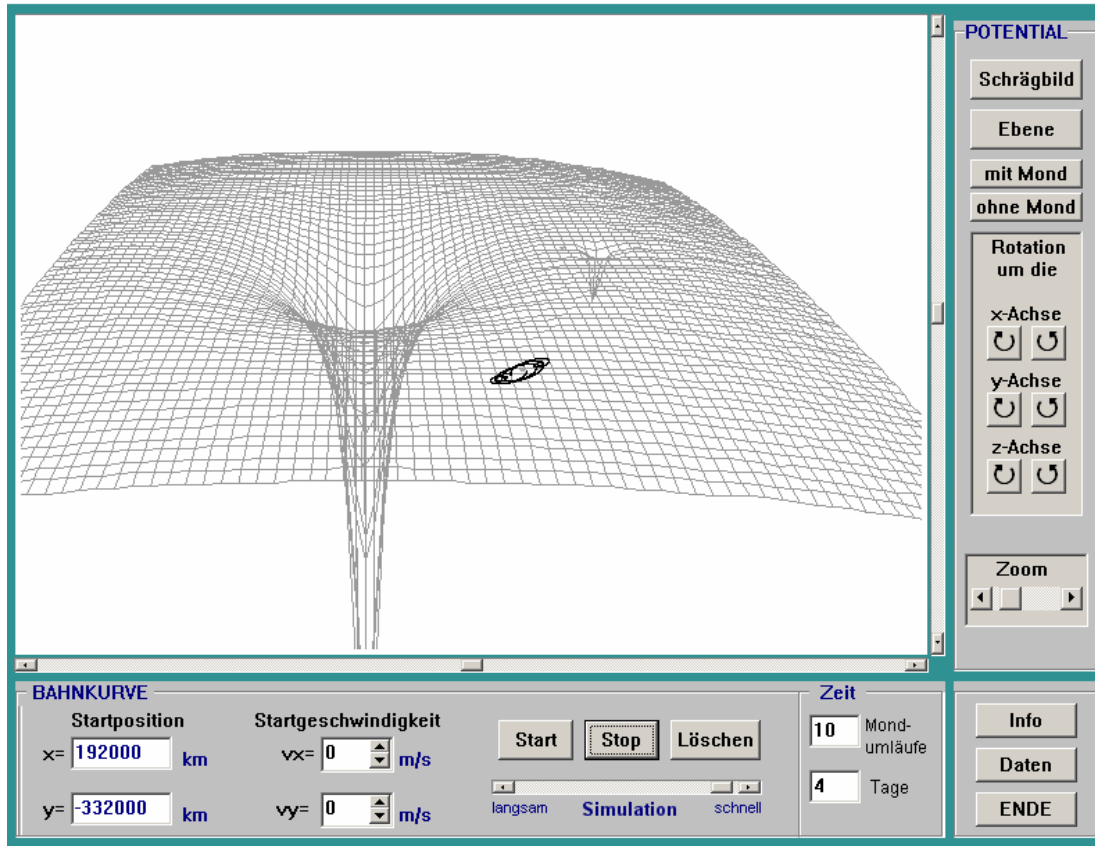 POTENTIAL
Schrägbild
Ebene
mit Mond
ohne Mond
Rotation
um die
x-Achse
y-Achse
z-Achse
Zoom
BAHNKURVE
Startposition
x= 192000 km
y= -332000 km
Startgeschwindigkeit
vx= 0 m/s
vy= 0 m/s
Start Stop Löschen
langsam Simulation schnell
Zeit
10 Mond-
umläufe
4 Tage
Info
Daten
ENDE